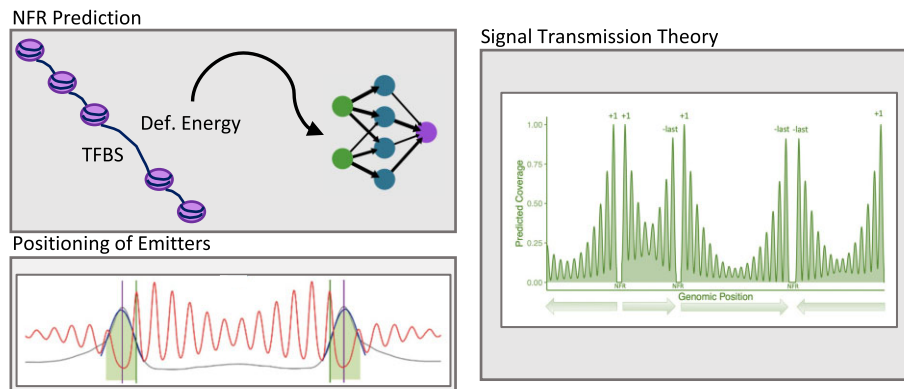 NFR Prediction
Def. Energy
TFBS
Positioning of Emitters
Signal Transmission Theory
+1 +1 -last +1 -last -last +1
1.00
0.75
0.50
0.25
0.00
Predicted Coverage
NFR NFR NFR
Genomic Position